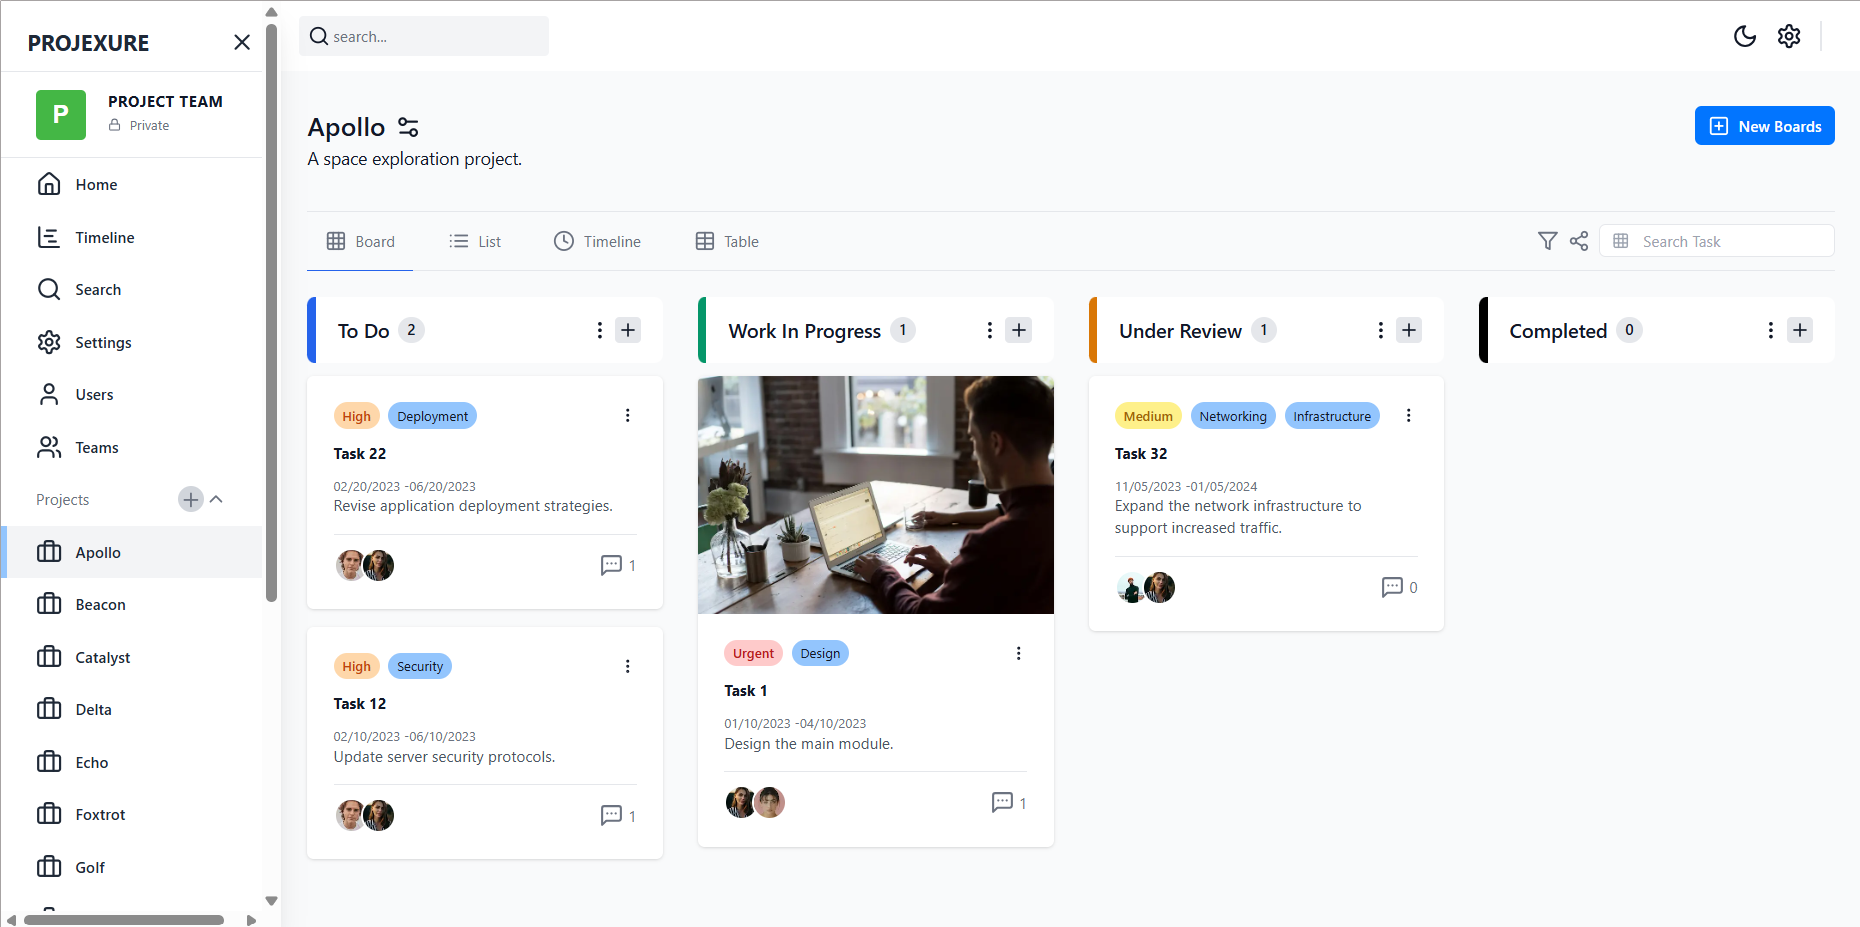 PROJEXURE
P
PROJECT TEAM
Private
Home
Timeline
Search
Settings
Users
Teams
Projects
Apollo
Beacon
Catalyst
Delta
Echo
Foxtrot
Golf
search...
Apollo
A space exploration project.
New Boards
Board
List
Timeline
Table
Search Task
To Do 2
High Deployment
Task 22
02/20/2023 -06/20/2023
Revise application deployment strategies.
1
High Security
Task 12
02/10/2023 -06/10/2023
Update server security protocols.
1
Work In Progress 1
Urgent Design
Task 1
01/10/2023 -04/10/2023
Design the main module.
1
Under Review 1
Medium Networking Infrastructure
Task 32
11/05/2023 -01/05/2024
Expand the network infrastructure to
support increased traffic.
0
Completed 0